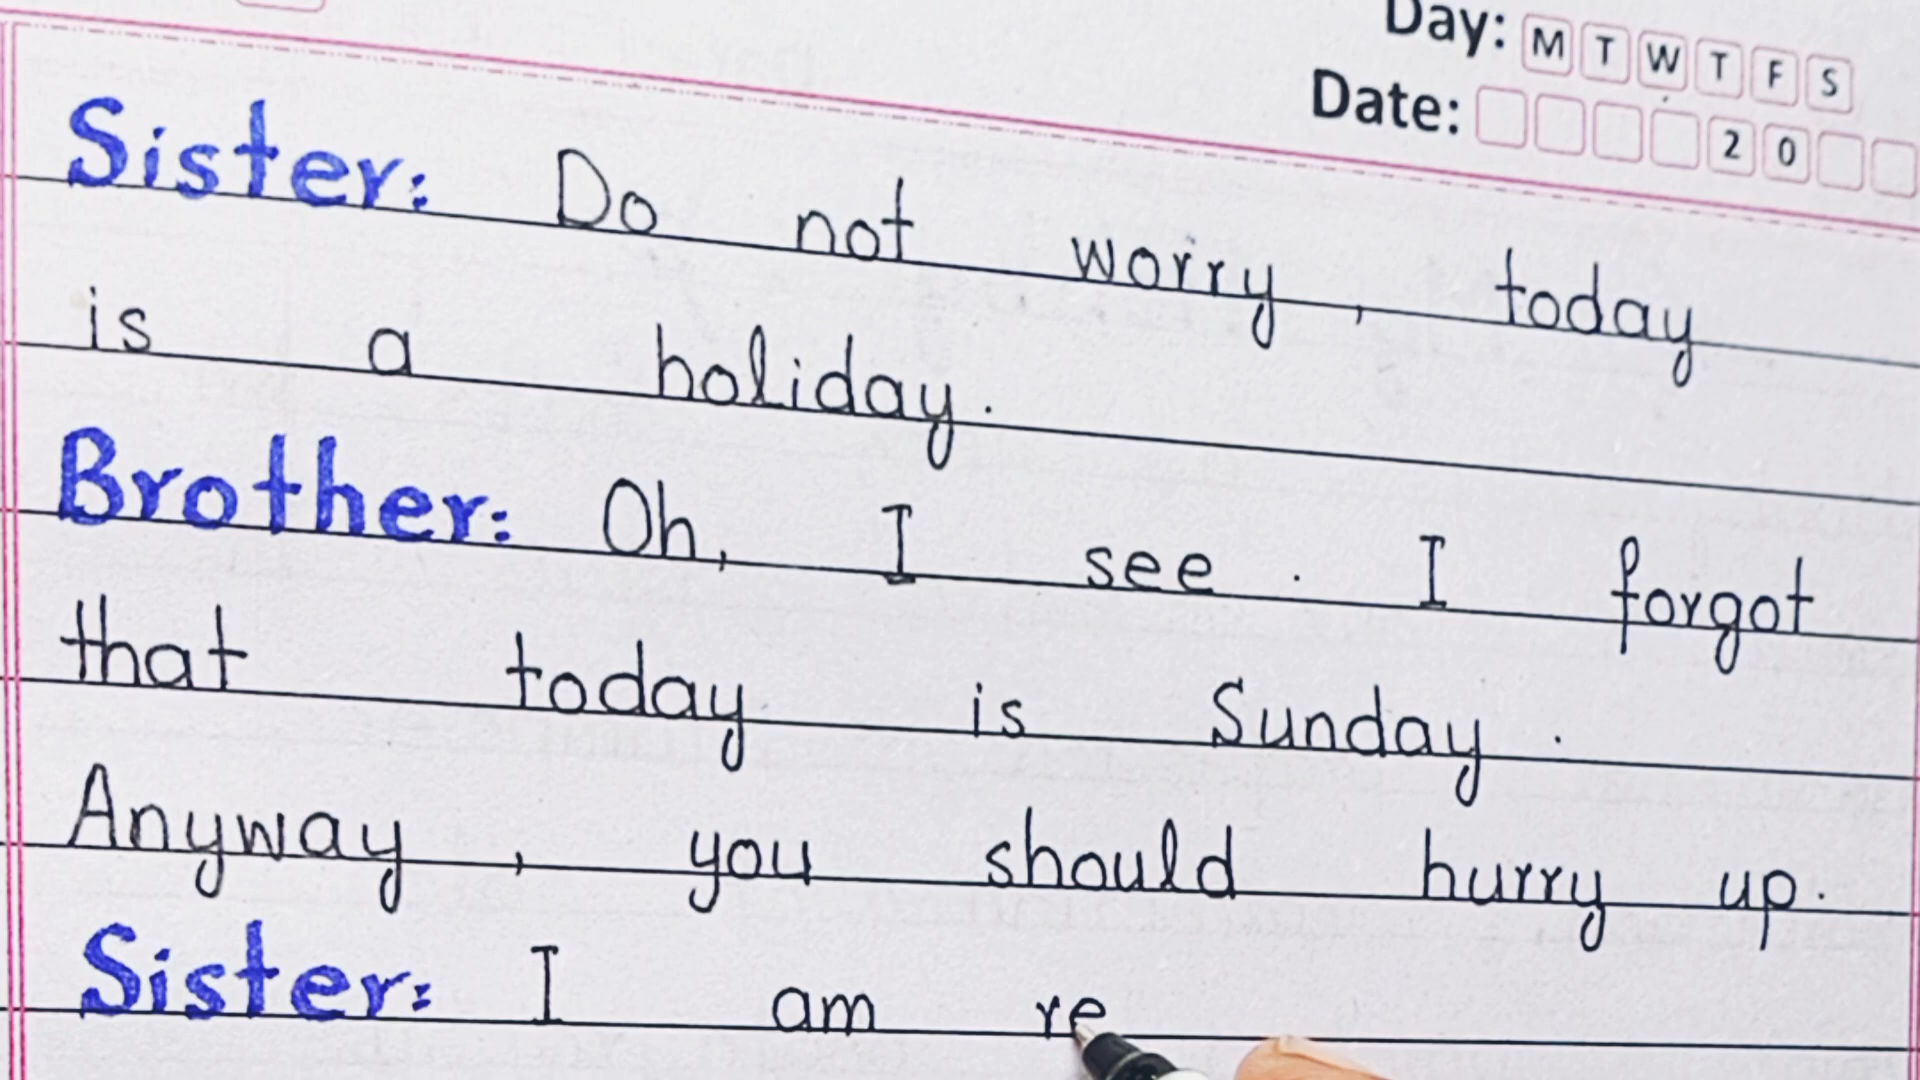 Day: M T W T F S
Date: 2 0
Sister: Do not worry, today
is a holiday.
Brother: Oh, I see. I forgot
that today is Sunday.
Anyway, you should hurry up.
Sister: I am re